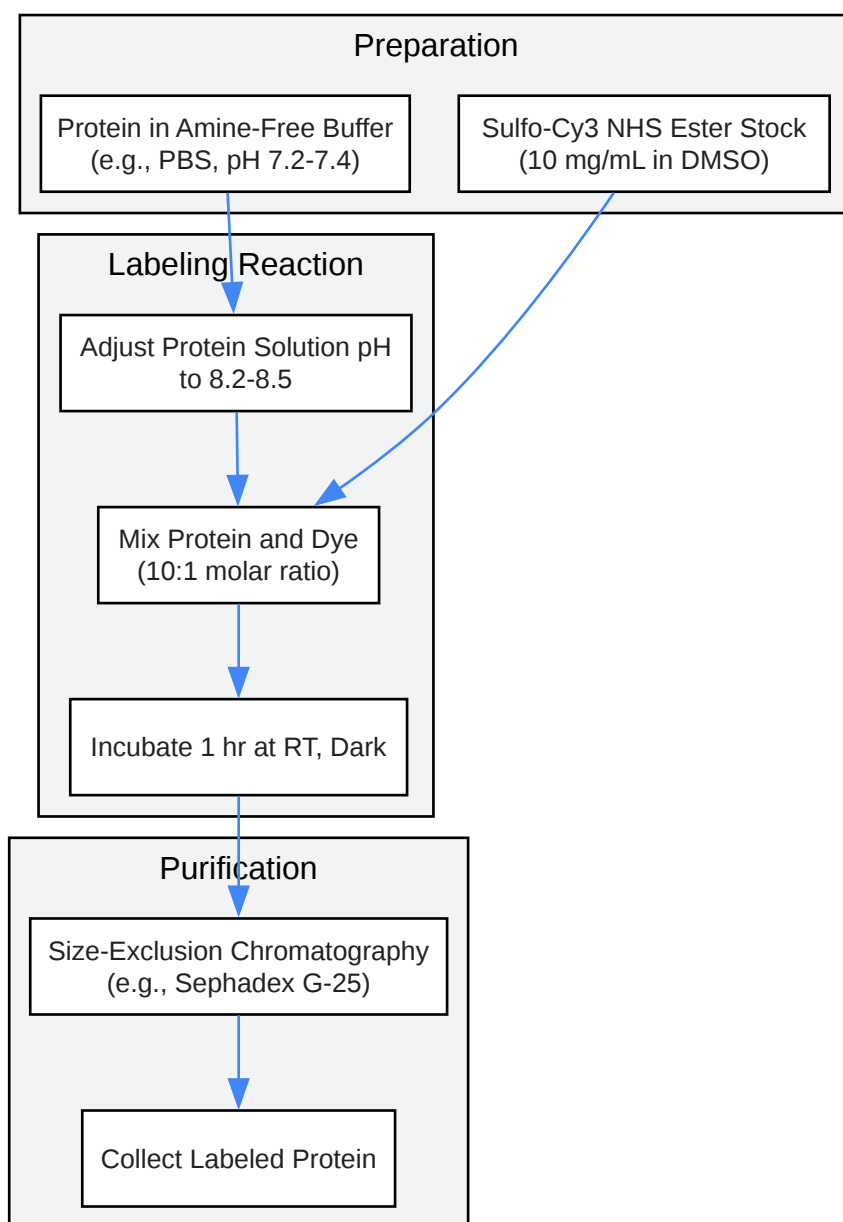 Preparation
Protein in Amine-Free Buffer
(e.g., PBS, pH 7.2-7.4)
Sulfo-Cy3 NHS Ester Stock
(10 mg/mL in DMSO)
Labeling Reaction
Adjust Protein Solution pH
to 8.2-8.5
Mix Protein and Dye
(10:1 molar ratio)
Incubate 1 hr at RT, Dark
Purification
Size-Exclusion Chromatography
(e.g., Sephadex G-25)
Collect Labeled Protein